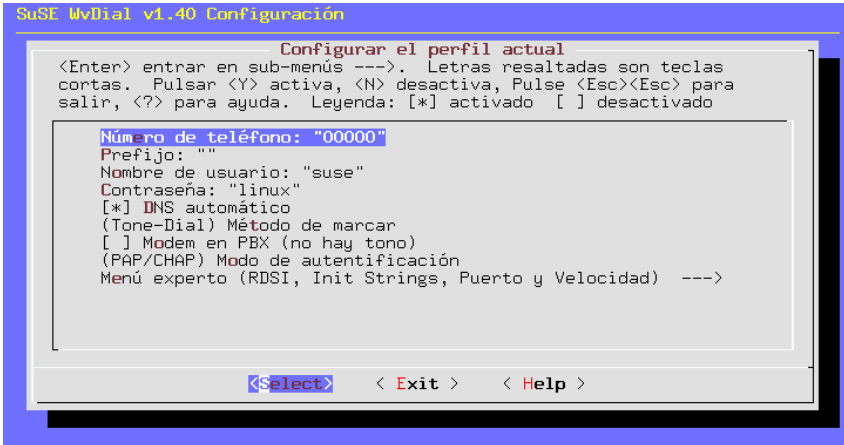 SuSE WvDial v1.40 Configuración
Configurar el perfil actual
<Enter> entrar en sub-menús --->.  Letras resaltadas son teclas
cortas.  Pulsar <Y> activa, <N> desactiva, Pulse <Esc><Esc> para
salir, <?> para ayuda.  Leyenda: [*] activado  [ ] desactivado
Número de teléfono: "00000"
Prefijo: ""
Nombre de usuario: "suse"
Contraseña: "linux"
[*] DNS automático
(Tone-Dial) Método de marcar
[ ] Modem en PBX (no hay tono)
(PAP/CHAP) Modo de autentificación
Menú experto (RDSI, Init Strings, Puerto y Velocidad)  --->
<Select>    < Exit >    < Help >